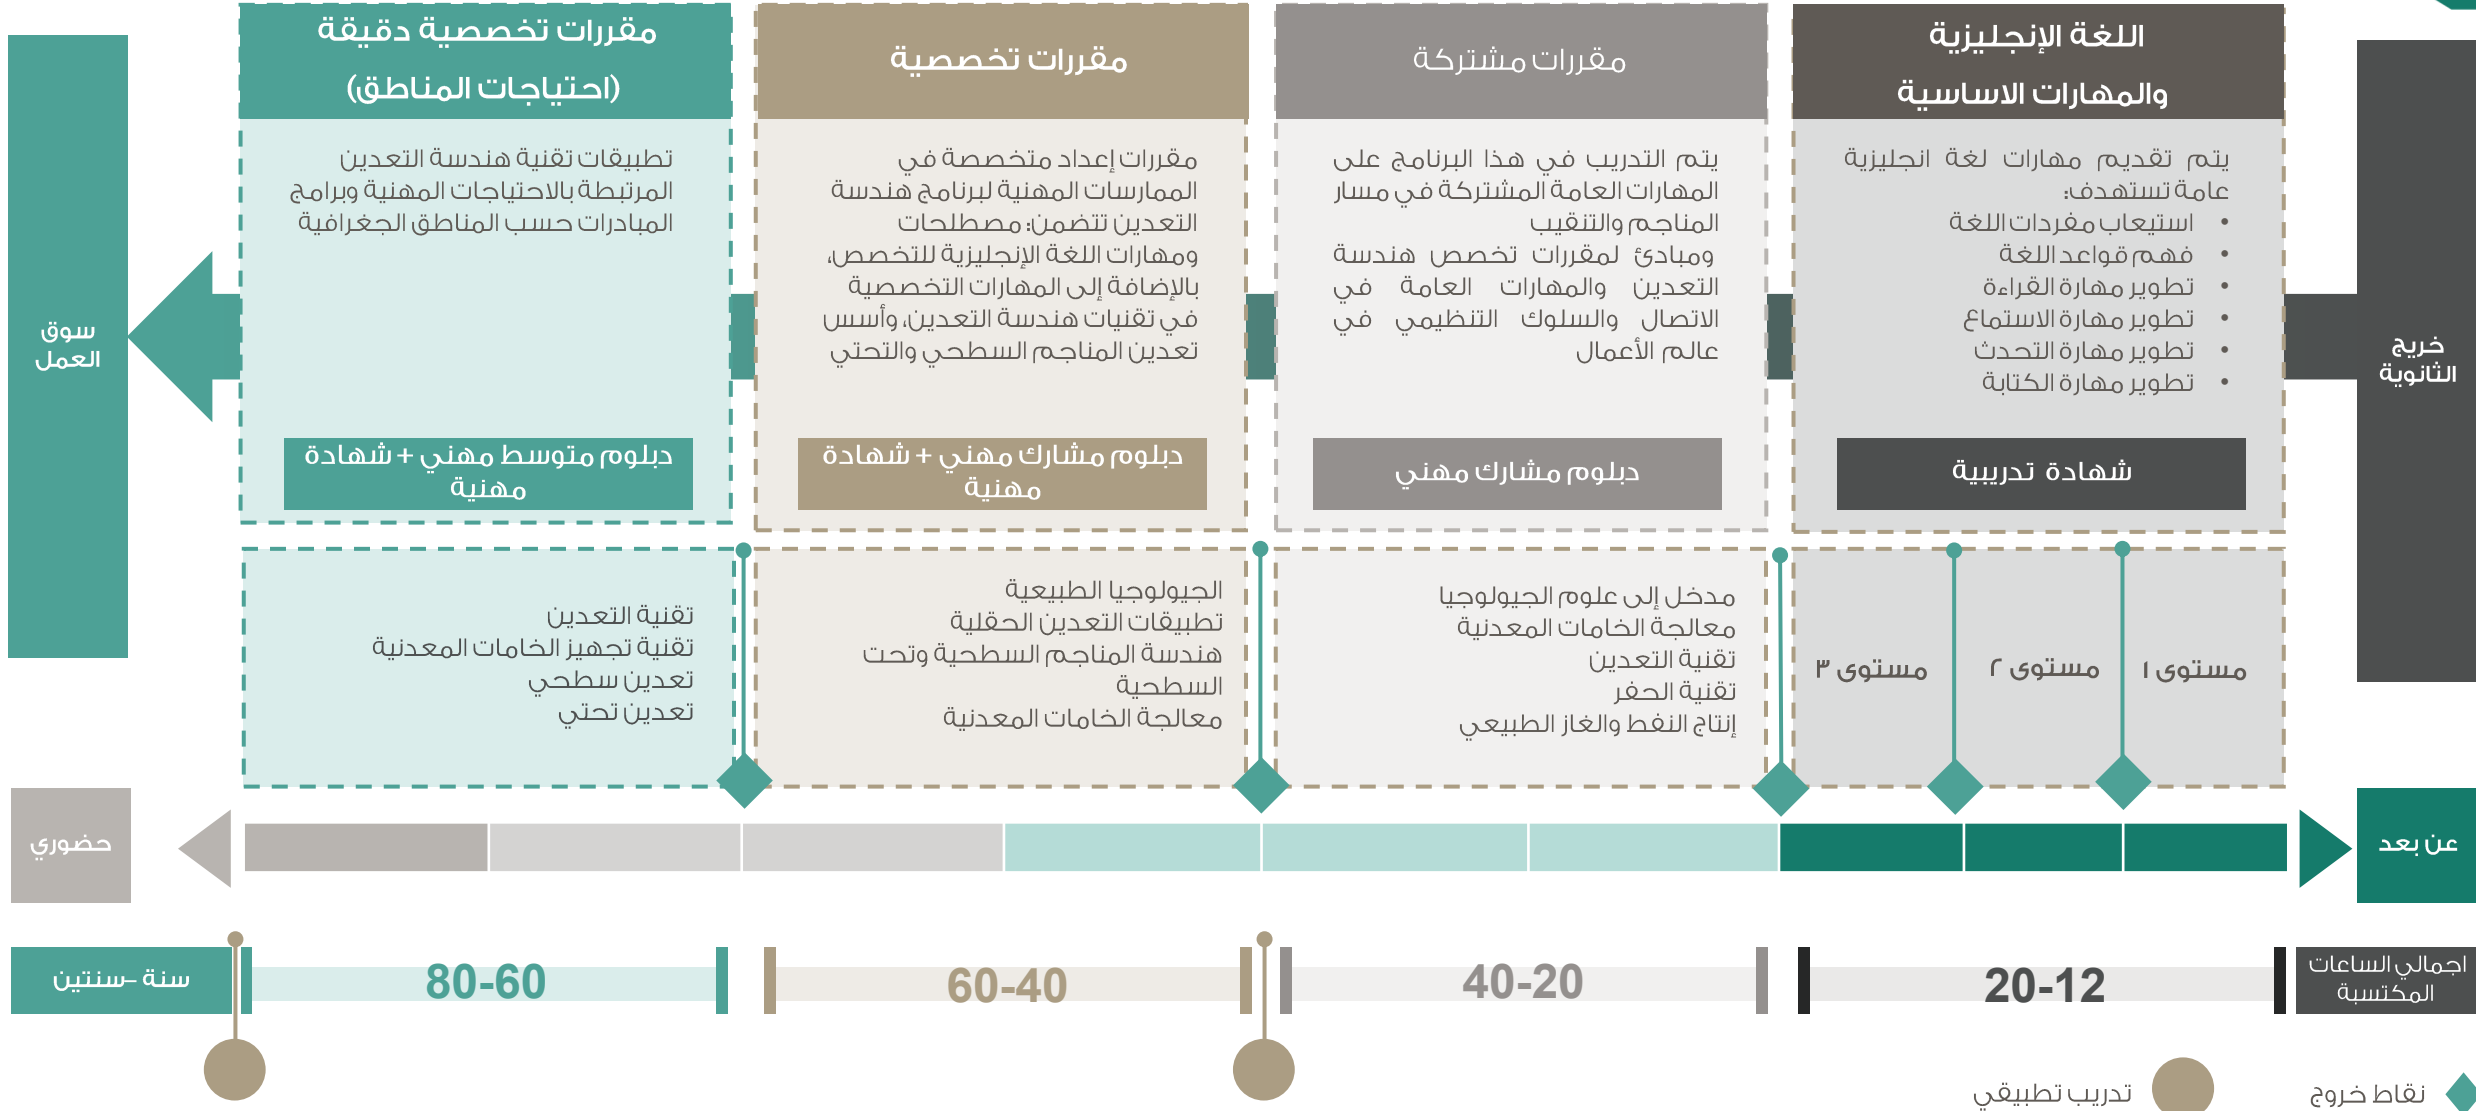 خريج
الثانوية
اللغة الإنجليزية
والمهارات الاساسية
يتم تقديم مهارات لغة انجليزية
عامة تستهدف:
• استيعاب مفردات اللغة
• فهم قواعد اللغة
• تطوير مهارة القراءة
• تطوير مهارة الاستماع
• تطوير مهارة التحدث
• تطوير مهارة الكتابة
شهادة تدريبية
مقررات مشتركة
يتم التدريب في هذا البرنامج على
المهارات العامة المشتركة في مسار
المناجم والتنقيب
ومبادئ لمقررات تخصص هندسة
التعدين والمهارات العامة في
الاتصال والسلوك التنظيمي في
عالم الأعمال
دبلوم مشارك مهني
مقررات تخصصية
مقررات إعداد متخصصة في
الممارسات المهنية لبرنامج هندسة
التعدين تتضمن: مصطلحات
ومهارات اللغة الإنجليزية للتخصص،
بالإضافة إلى المهارات التخصصية
في تقنيات هندسة التعدين، وأسس
تعدين المناجم السطحي والتحتي
دبلوم مشارك مهني + شهادة
مهنية
مقررات تخصصية دقيقة
(احتياجات المناطق)
تطبيقات تقنية هندسة التعدين
المرتبطة بالاحتياجات المهنية وبرامج
المبادرات حسب المناطق الجغرافية
دبلوم متوسط مهني + شهادة
مهنية
سوق
العمل
مستوى ١
مستوى ٢
مستوى ٣
مدخل إلى علوم الجيولوجيا
معالجة الخامات المعدنية
تقنية التعدين
تقنية الحفر
إنتاج النفط والغاز الطبيعي
الجيولوجيا الطبيعية
تطبيقات التعدين الحقلية
هندسة المناجم السطحية وتحت
السطحية
معالجة الخامات المعدنية
تقنية التعدين
تقنية تجهيز الخامات المعدنية
تعدين سطحي
تعدين تحتي
عن بعد
حضوري
اجمالي الساعات
المكتسبة
20-12
40-20
60-40
80-60
سنة –سنتين
نقاط خروج
تدريب تطبيقي